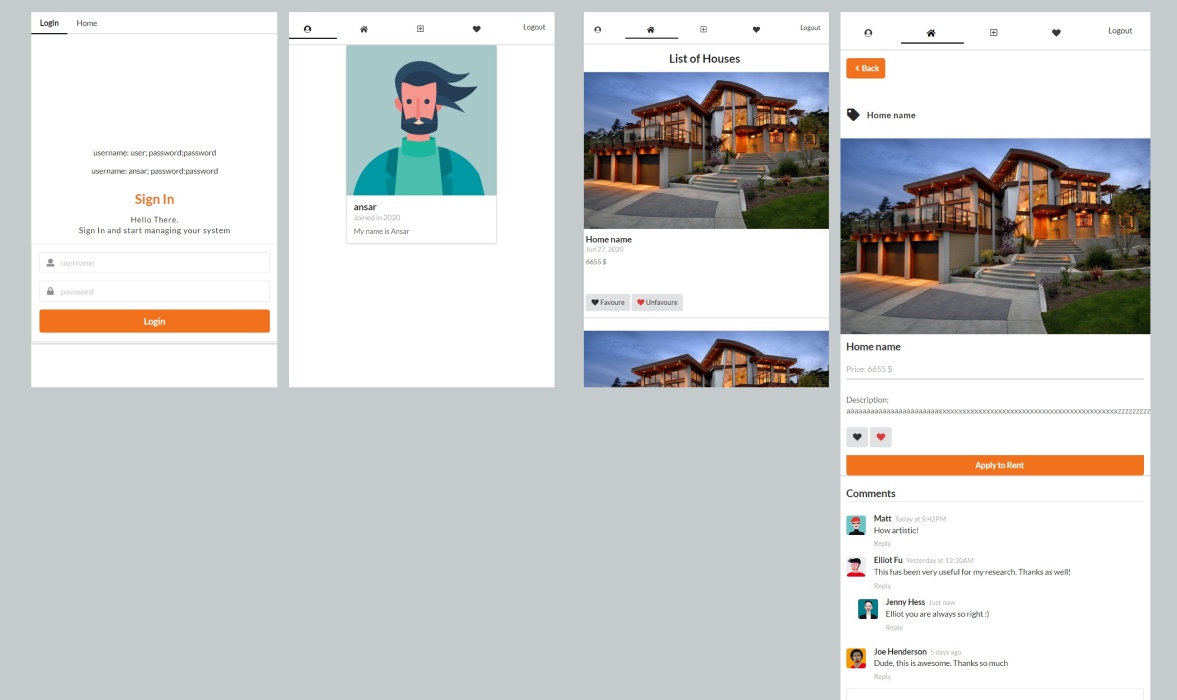 Login
Home
username: user; password:password
username: ansar; password:password
Sign In
Hello There.
Sign In and start managing your system
username
password
Login
Logout
ansar
Joined in 2020
My name is Ansar
Logout
List of Houses
Home name
Jun 27, 2020
6655 $
Favoure
Unfavoure
Logout
Back
Home name
Home name
Price: 6655 $
Description:
Apply to Rent
Comments
Matt Today at 5:42PM
How artistic!
Reply
Elliot Fu Yesterday at 12:30AM
This has been very useful for my research. Thanks as well!
Reply
Jenny Hess Just now
Elliot you are always so right :)
Reply
Joe Henderson 5 days ago
Dude, this is awesome. Thanks so much
Reply